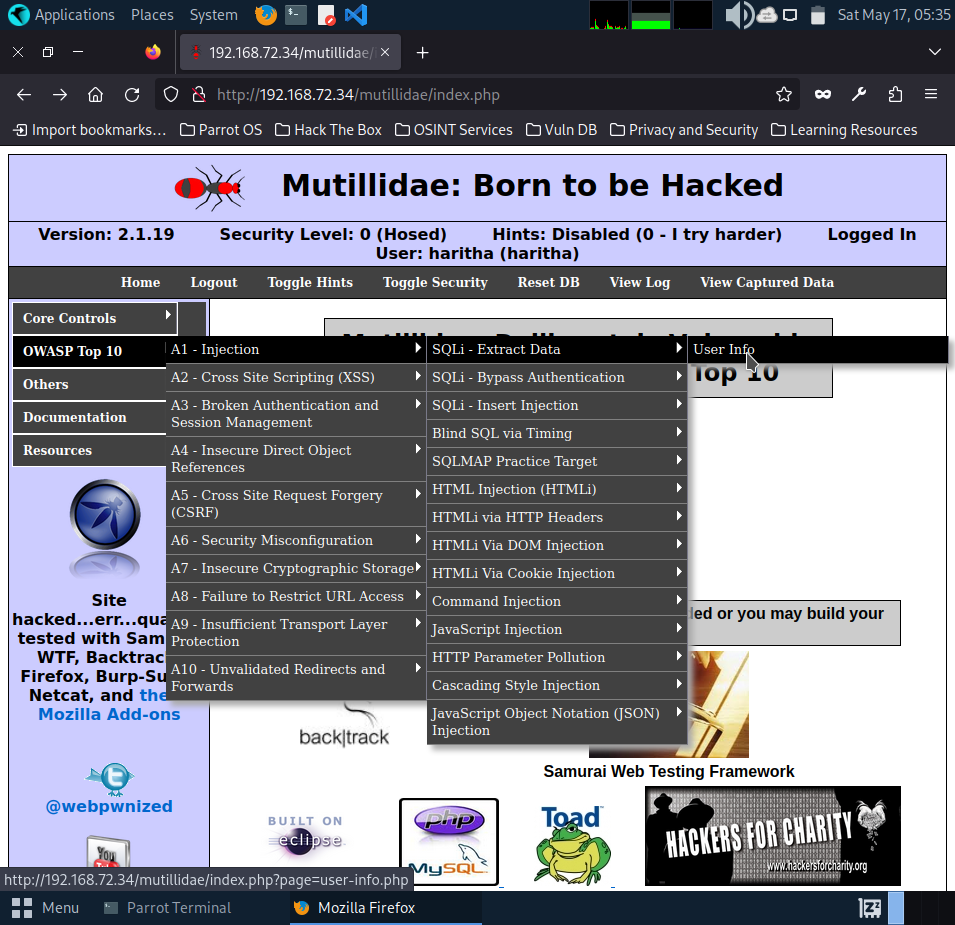 Applications Places System Sat May 17, 05:35
192.168.72.34/mutillidae/
http://192.168.72.34/mutillidae/index.php
Import bookmarks... Parrot OS Hack The Box OSINT Services Vuln DB Privacy and Security Learning Resources
Mutillidae: Born to be Hacked
Version: 2.1.19 Security Level: 0 (Hosed) Hints: Disabled (0 - I try harder) Logged In
User: haritha (haritha)
Home Logout Toggle Hints Toggle Security Reset DB View Log View Captured Data
Core Controls
OWASP Top 10
Others
Documentation
Resources
A1 - Injection
A2 - Cross Site Scripting (XSS)
A3 - Broken Authentication and
Session Management
A4 - Insecure Direct Object
References
A5 - Cross Site Request Forgery
(CSRF)
A6 - Security Misconfiguration
A7 - Insecure Cryptographic Storage
A8 - Failure to Restrict URL Access
A9 - Insufficient Transport Layer
Protection
A10 - Unvalidated Redirects and
Forwards
SQLi - Extract Data
SQLi - Bypass Authentication
SQLi - Insert Injection
Blind SQL via Timing
SQLMAP Practice Target
HTML Injection (HTMLi)
HTMLi via HTTP Headers
HTMLi Via DOM Injection
HTMLi Via Cookie Injection
Command Injection
JavaScript Injection
HTTP Parameter Pollution
Cascading Style Injection
JavaScript Object Notation (JSON)
Injection
User Info
Top 10
or you may build your
Site
hacked...err...qua
tested with Sam
WTF, Backtrac
Firefox, Burp-Su
Netcat, and the
Mozilla Add-ons
@webpwnized
You
back|track
Samurai Web Testing Framework
BUILT ON
eclipse
php
MySQL
Toad
HACKERS FOR CHARITY
www.hackersforcharity.org
http://192.168.72.34/mutillidae/index.php?page=user-info.php
Menu Parrot Terminal Mozilla Firefox